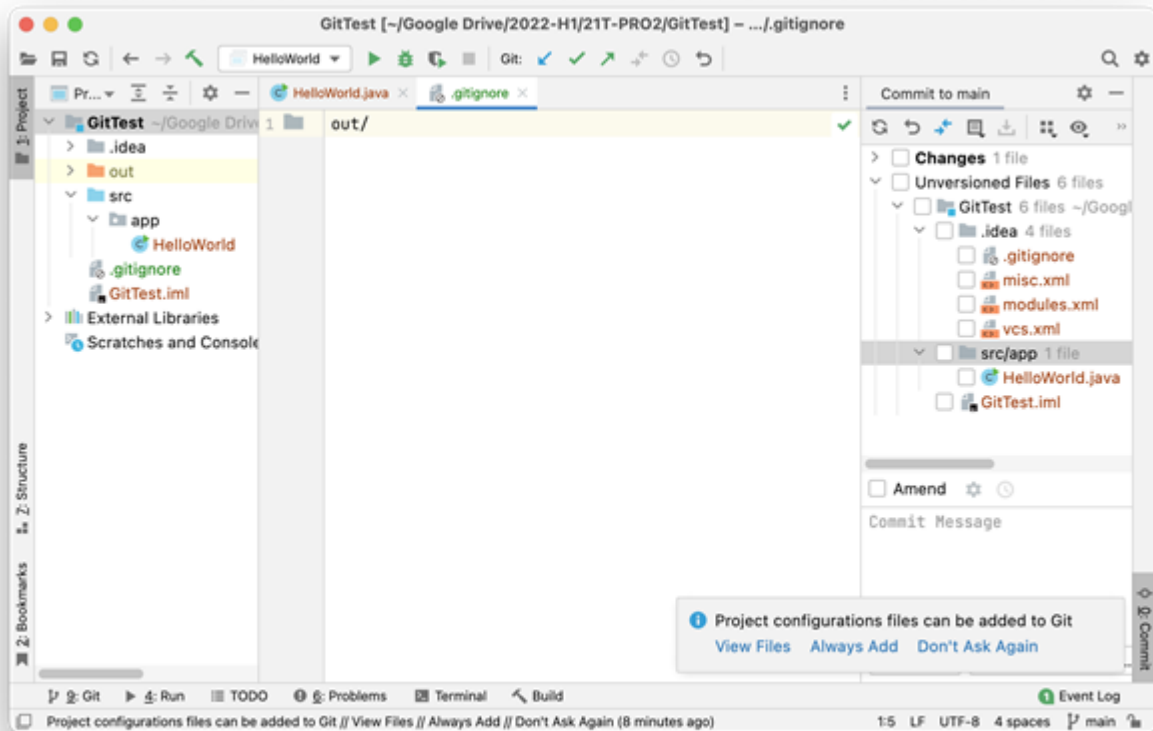 GitTest [~/Google Drive/2022-H1/21T-PRO2/GitTest] – .../.gitignore
HelloWorld
Git:
1: Project
Pr...
HelloWorld.java
.gitignore
Commit to main
GitTest ~/Google Driv
.idea
out
src
app
HelloWorld
.gitignore
GitTest.iml
External Libraries
Scratches and Console
1 out/
Changes 1 file
Unversioned Files 6 files
GitTest 6 files ~/Googl
.idea 4 files
.gitignore
misc.xml
modules.xml
vcs.xml
src/app 1 file
HelloWorld.java
GitTest.iml
Amend
Commit Message
Z: Structure
2: Bookmarks
0: Commit
Project configurations files can be added to Git
View Files Always Add Don't Ask Again
9: Git 4: Run TODO 6: Problems Terminal Build 1 Event Log
Project configurations files can be added to Git // View Files // Always Add // Don't Ask Again (8 minutes ago) 1:5 LF UTF-8 4 spaces main